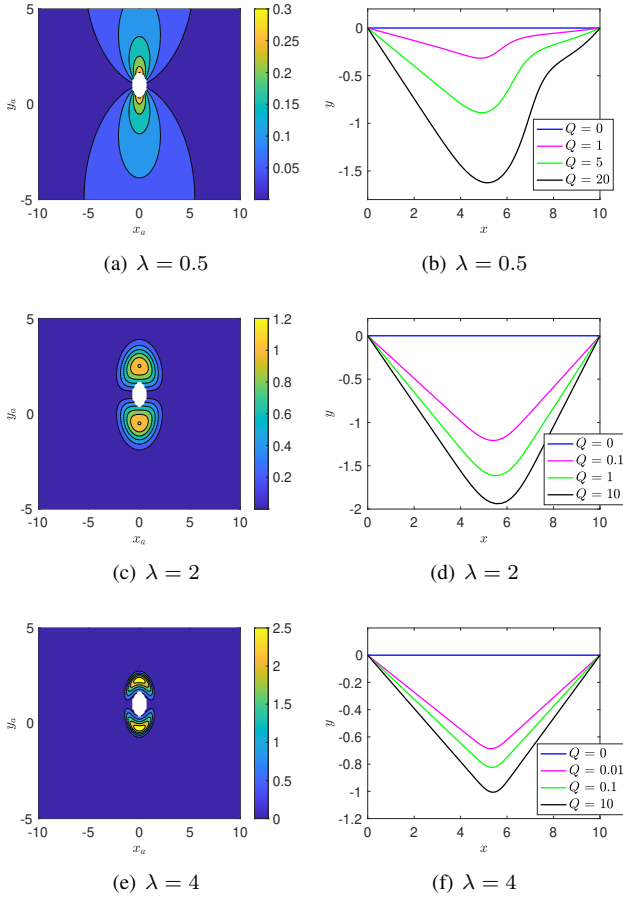 5
0
-5
-10
-5
0
5
10
y_a
x_a
0.3
0.25
0.2
0.15
0.1
0.05
(a) λ = 0.5
0
-0.5
-1
-1.5
0
2
4
6
8
10
y
x
Q = 0
Q = 1
Q = 5
Q = 20
(b) λ = 0.5
5
0
-5
-10
-5
0
5
10
y_a
x_a
1.2
1
0.8
0.6
0.4
0.2
(c) λ = 2
0
-0.5
-1
-1.5
-2
0
2
4
6
8
10
y
x
Q = 0
Q = 0.1
Q = 1
Q = 10
(d) λ = 2
5
0
-5
-10
-5
0
5
10
y_a
x_a
2.5
2
1.5
1
0.5
0
(e) λ = 4
0
-0.2
-0.4
-0.6
-0.8
-1
-1.2
0
2
4
6
8
10
y
x
Q = 0
Q = 0.01
Q = 0.1
Q = 10
(f) λ = 4